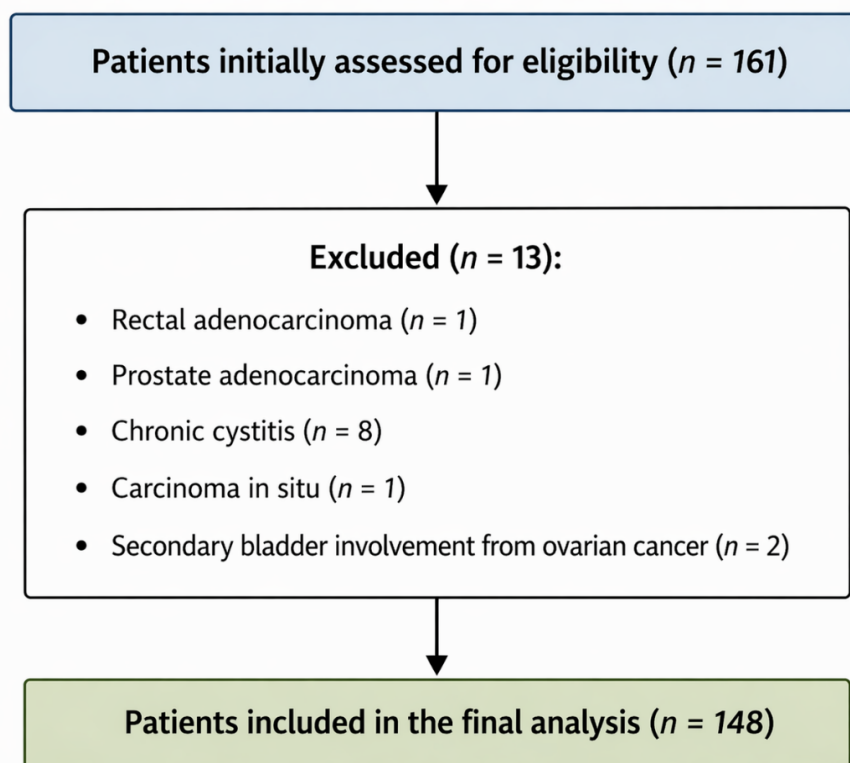 Patients initially assessed for eligibility (n = 161)
Excluded (n = 13):
• Rectal adenocarcinoma (n = 1)
• Prostate adenocarcinoma (n = 1)
• Chronic cystitis (n = 8)
• Carcinoma in situ (n = 1)
• Secondary bladder involvement from ovarian cancer (n = 2)
Patients included in the final analysis (n = 148)